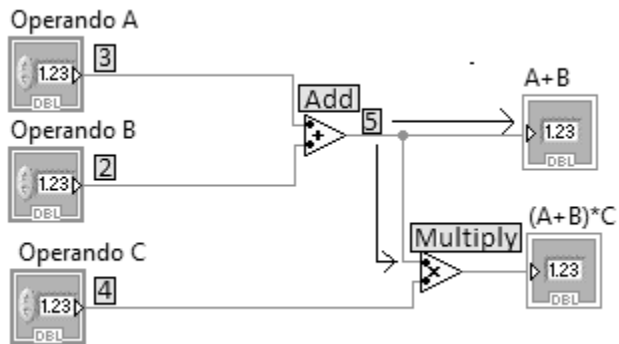 Operando A
3
1.23
DBL
Add
5
A+B
1.23
DBL
Operando B
2
1.23
DBL
+
Operando C
4
1.23
DBL
Multiply
×
(A+B)*C
1.23
DBL